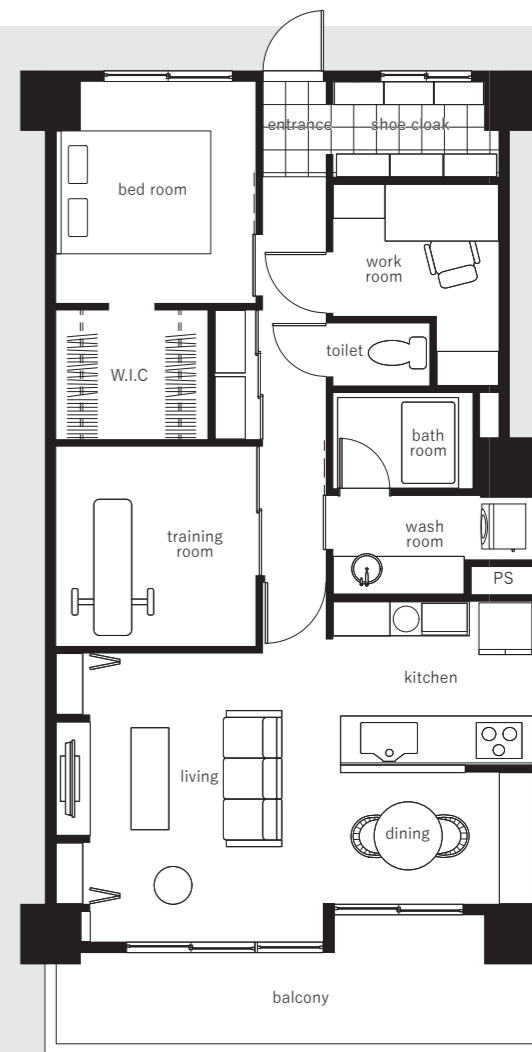 entrance
shoe cloak
bed room
work
room
toilet
W.I.C
bath
room
training
room
wash
room
PS
kitchen
living
dining
balcony